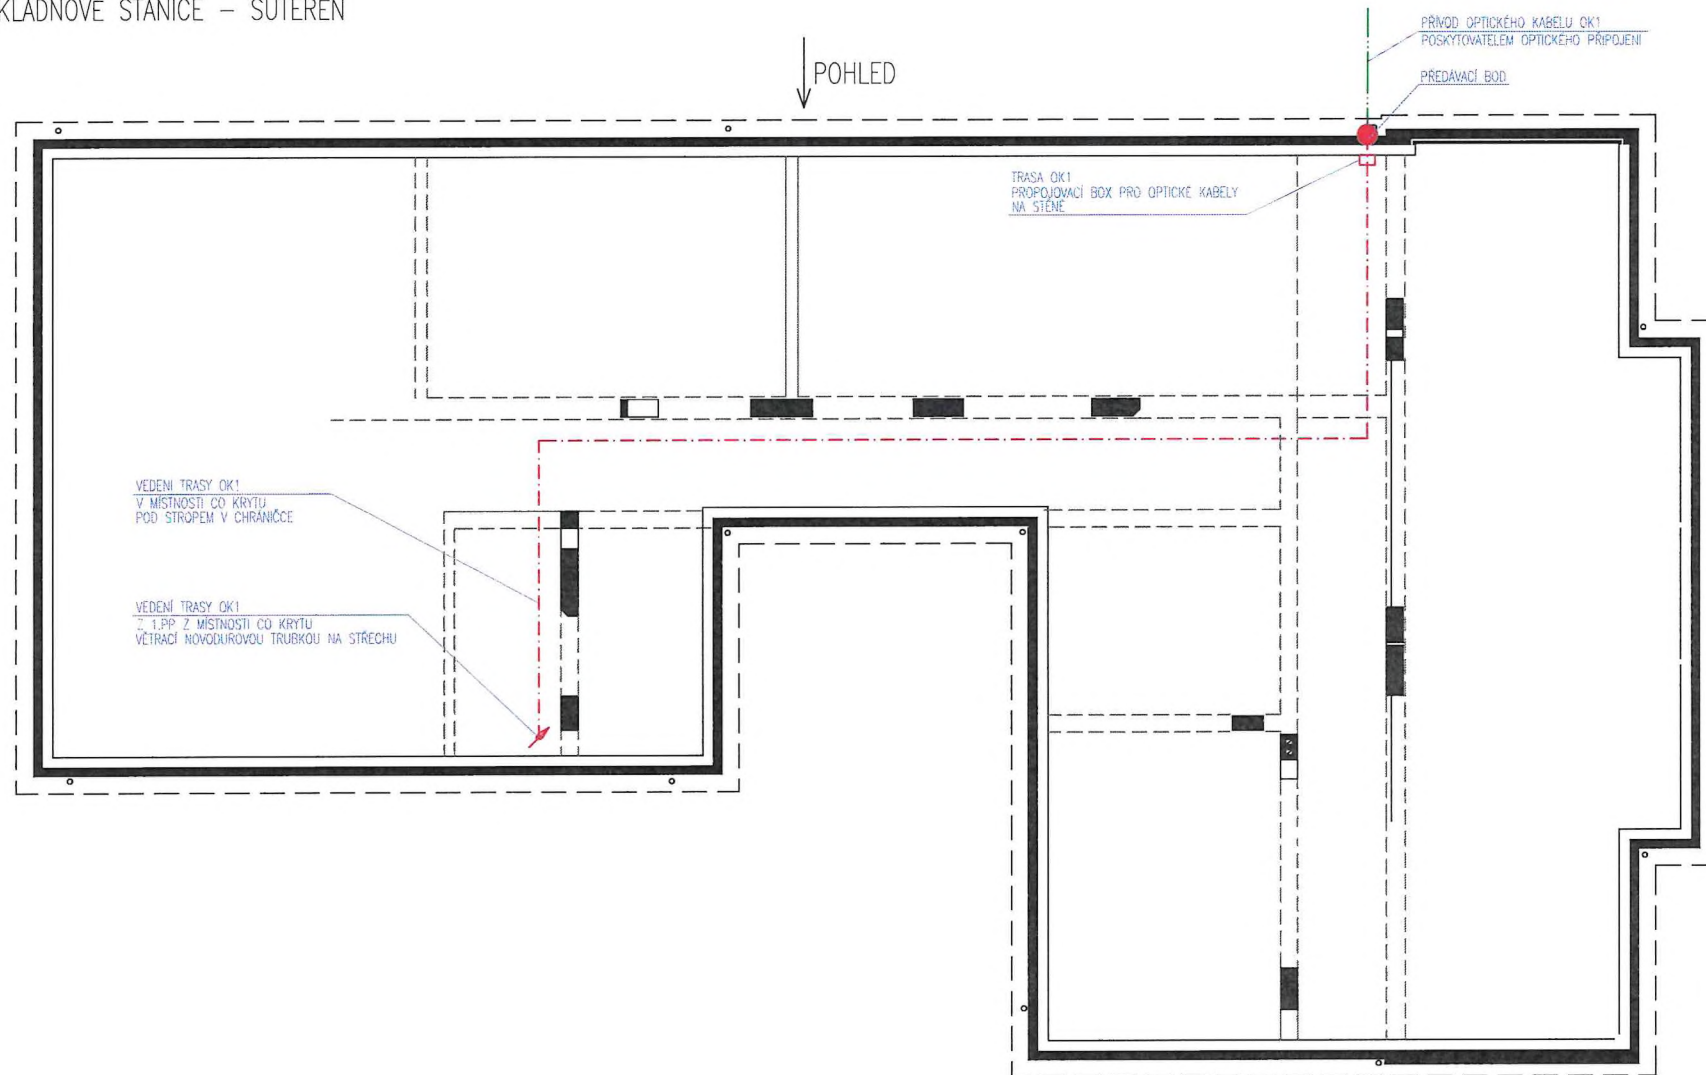 KLADNOVÉ STANICE – SUTERÉN
PŘÍVOD OPTICKÉHO KABELU OK1
POSKYTOVATELEM OPTICKÉHO PŘIPOJENÍ
POHLED
PŘEDÁVACÍ BOD
TRASA OK1
PROPOJOVACÍ BOX PRO OPTICKÉ KABELY
NA STĚNĚ
VEDENÍ TRASY OK1
V MÍSTNOSTI CO KRYTU
POD STROPEM V CHRÁNIČCE
VEDENÍ TRASY OK1
Z 1.PP Z MÍSTNOSTI CO KRYTU
VĚTRACÍ NOVODUROVOU TRUBKOU NA STŘECHU